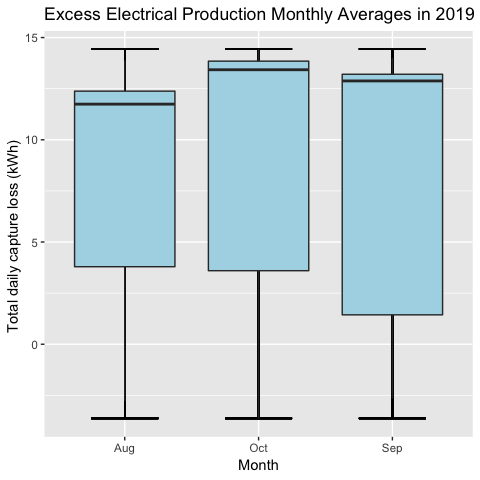 Excess Electrical Production Monthly Averages in 2019
Total daily capture loss (kWh)
15
10
5
0
Aug Oct Sep
Month